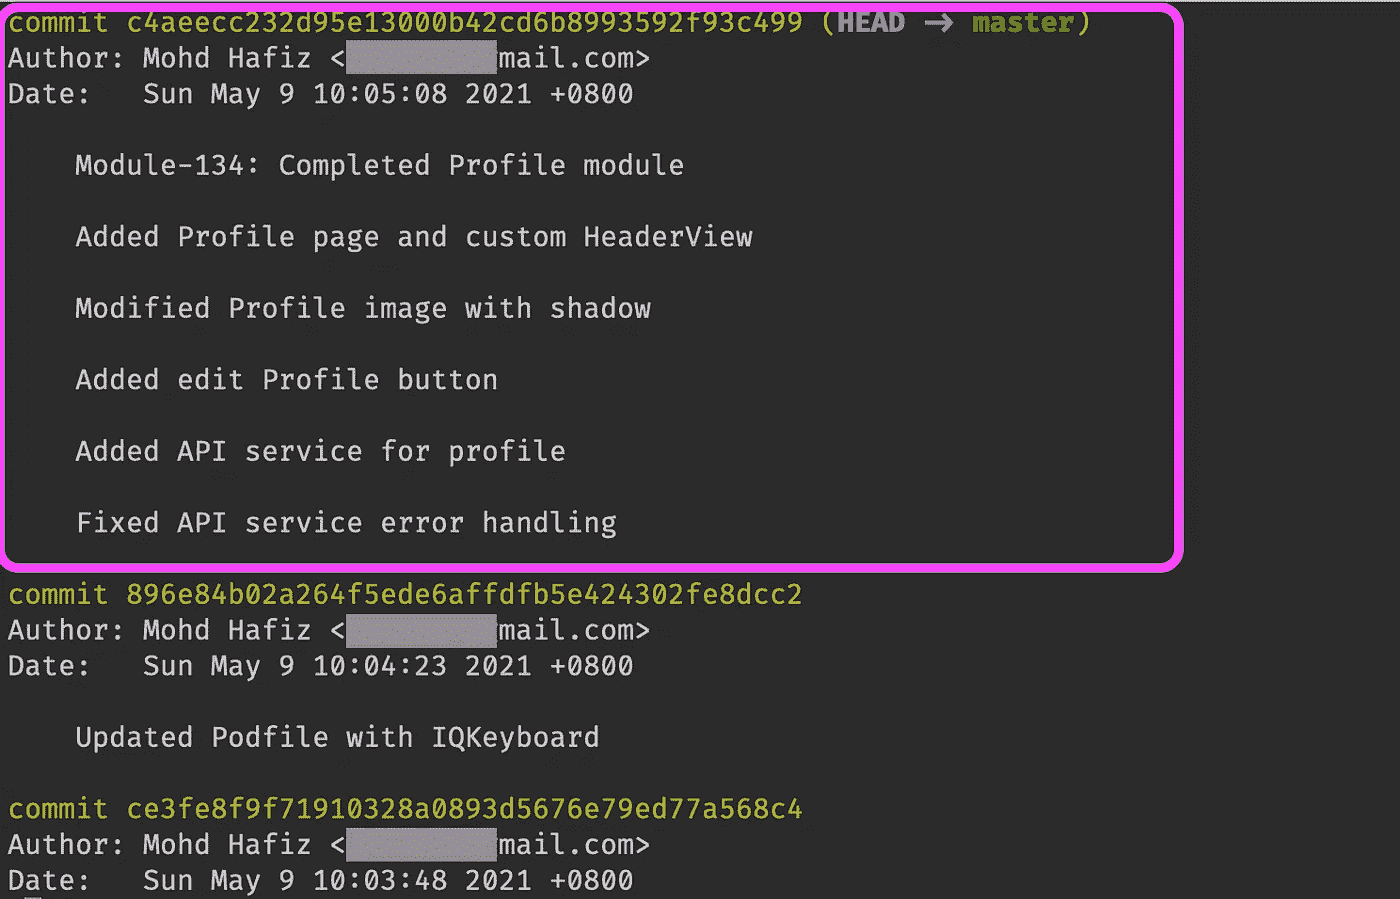 commit c4aeecc232d95e13000b42cd6b8993592f93c499 (HEAD → master)
Author: Mohd Hafiz < mail.com>
Date:   Sun May 9 10:05:08 2021 +0800
Module-134: Completed Profile module
Added Profile page and custom HeaderView
Modified Profile image with shadow
Added edit Profile button
Added API service for profile
Fixed API service error handling
commit 896e84b02a264f5ede6affdfb5e424302fe8dcc2
Author: Mohd Hafiz < mail.com>
Date:   Sun May 9 10:04:23 2021 +0800
Updated Podfile with IQKeyboard
commit ce3fe8f9f71910328a0893d5676e79ed77a568c4
Author: Mohd Hafiz < mail.com>
Date:   Sun May 9 10:03:48 2021 +0800